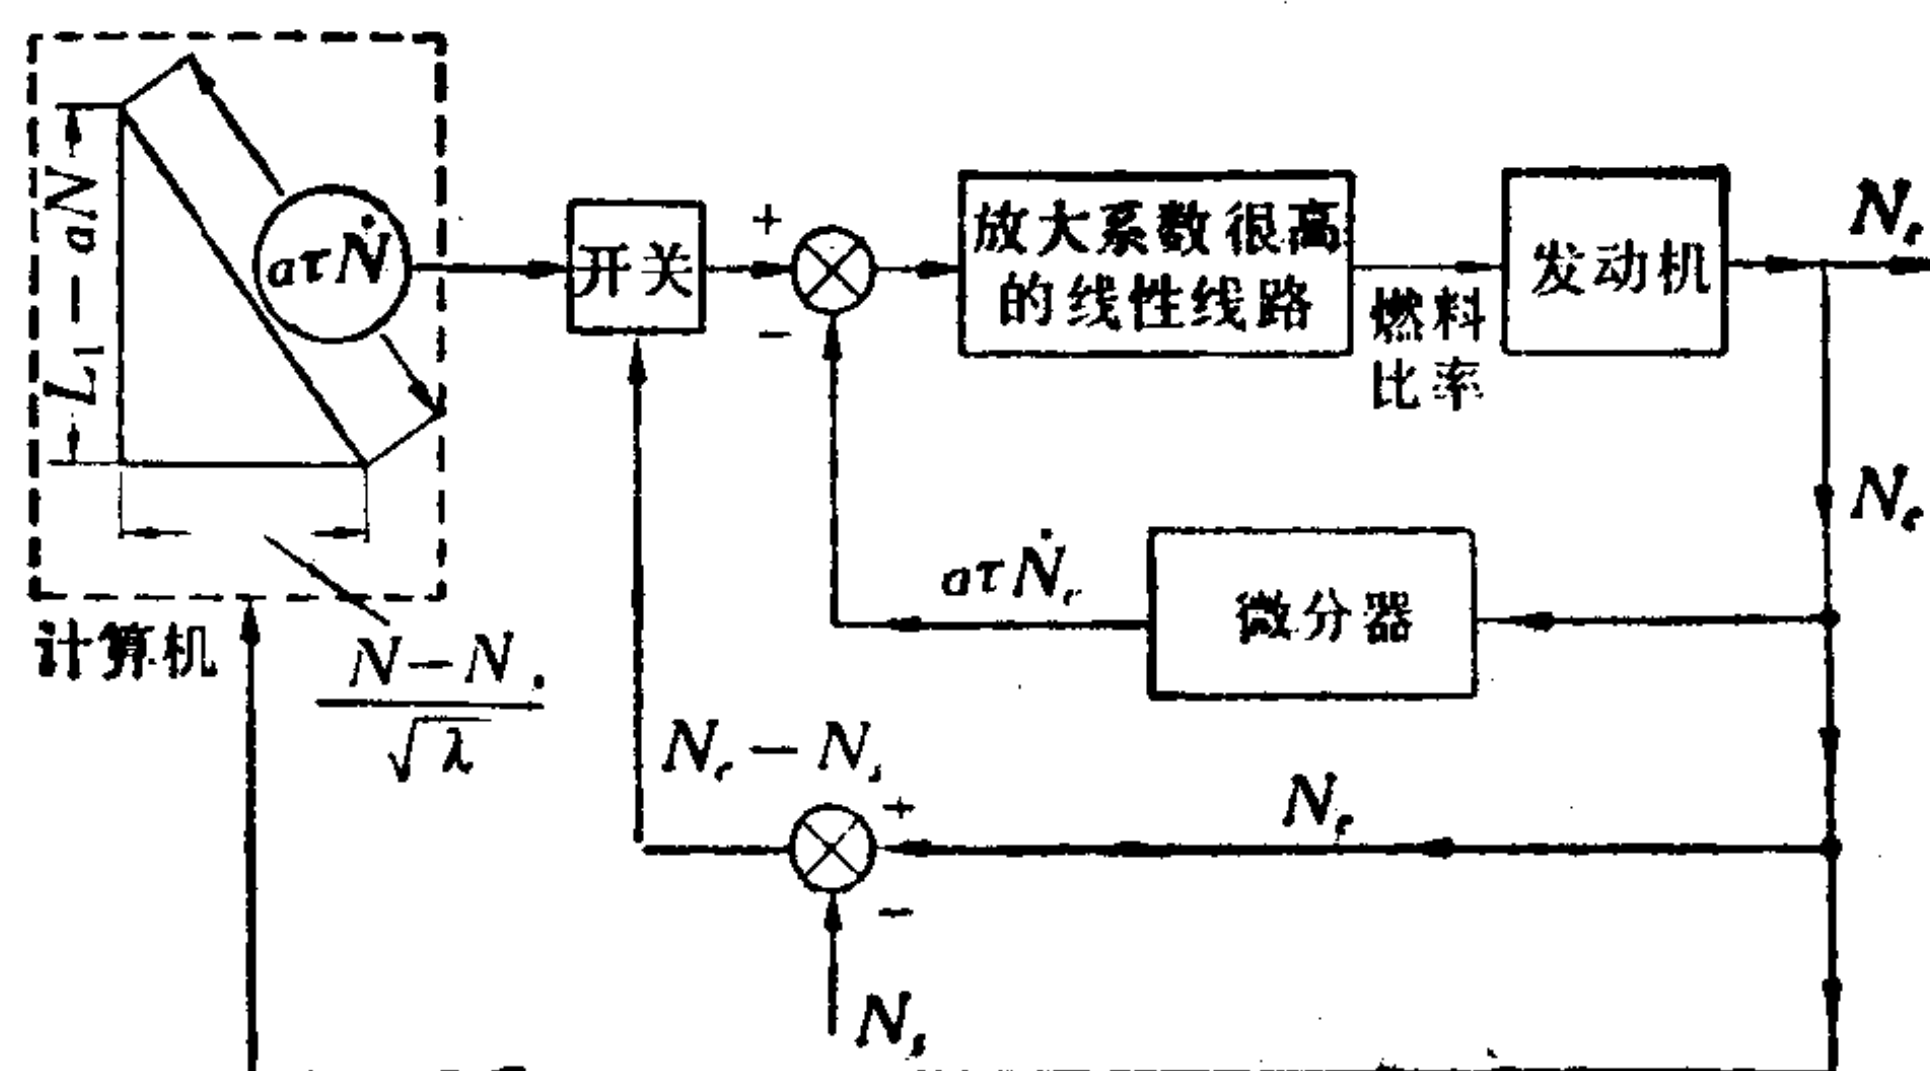 L₁ − aN
aτṄ
开关
+
−
放大系数很高
的线性线路
燃料
比率
发动机
Nₑ
Nₑ
微分器
aτṄₑ
计算机
N − Nₛ
√λ
Nₑ − Nₛ
+
Nₑ
−
Nₛ